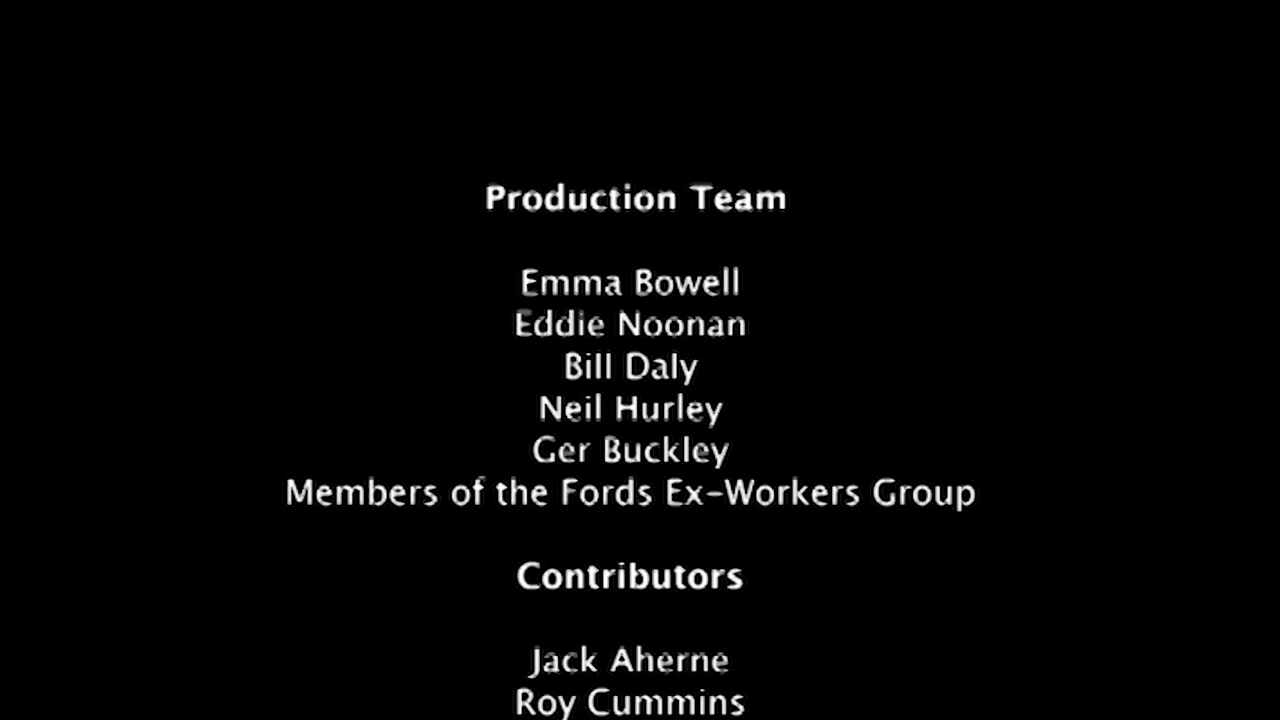 Production Team
Emma Bowell
Eddie Noonan
Bill Daly
Neil Hurley
Ger Buckley
Members of the Fords Ex-Workers Group
Contributors
Jack Aherne
Roy Cummins